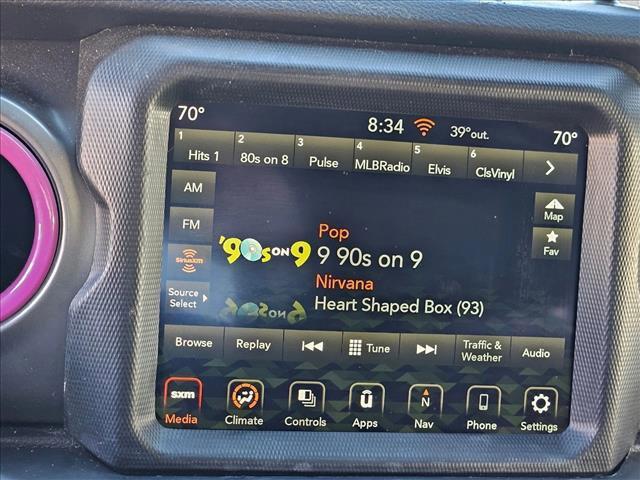 70°
8:34
39°out.
70°
1 Hits 1
2 80s on 8
3 Pulse
4 MLBRadio
5 Elvis
6 ClsVinyl
AM
FM
SiriusXM
Source Select
Map
Fav
Pop
'90s ON 9
9 90s on 9
Nirvana
Heart Shaped Box (93)
Browse
Replay
Tune
Traffic & Weather
Audio
sxm
Media
Climate
Controls
Apps
N
Nav
Phone
Settings